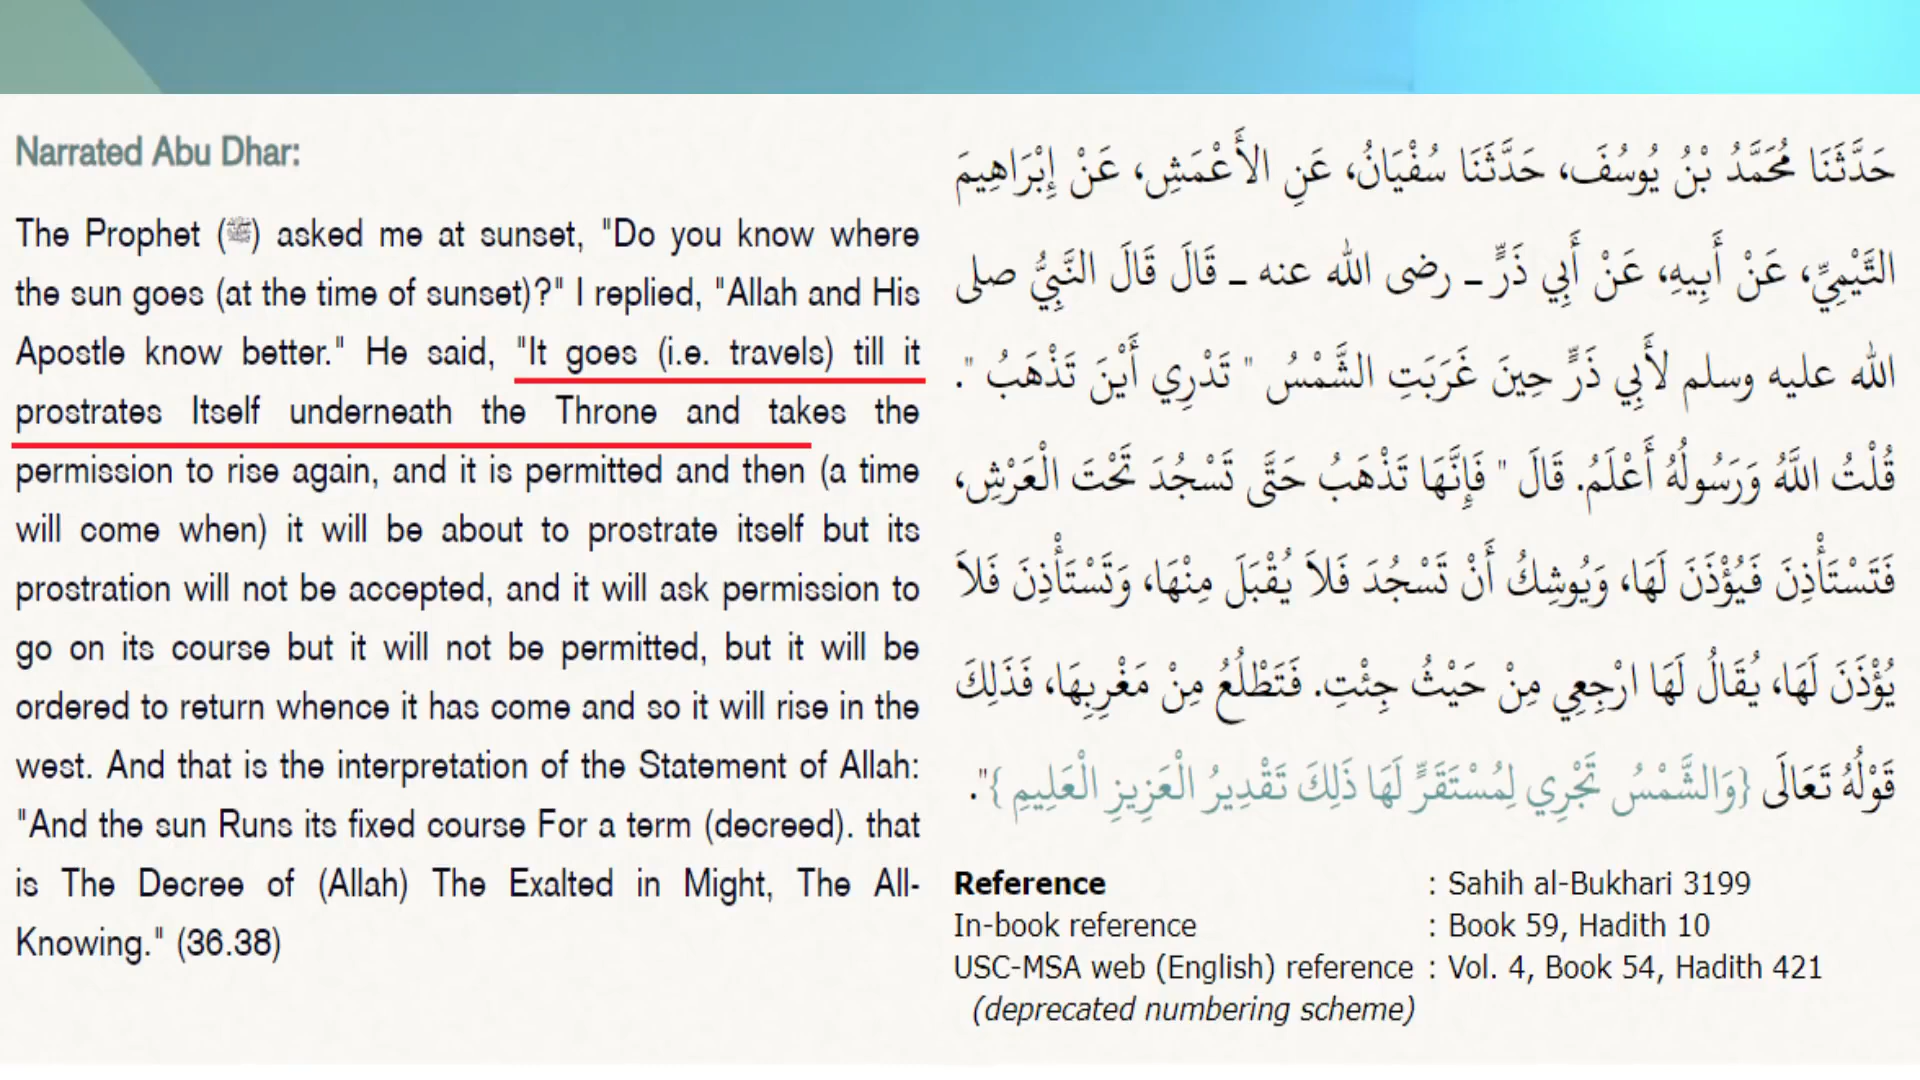 Narrated Abu Dhar:
The Prophet (ﷺ) asked me at sunset, "Do you know where
the sun goes (at the time of sunset)?" I replied, "Allah and His
Apostle know better." He said, "It goes (i.e. travels) till it
prostrates Itself underneath the Throne and takes the
permission to rise again, and it is permitted and then (a time
will come when) it will be about to prostrate itself but its
prostration will not be accepted, and it will ask permission to
go on its course but it will not be permitted, but it will be
ordered to return whence it has come and so it will rise in the
west. And that is the interpretation of the Statement of Allah:
"And the sun Runs its fixed course For a term (decreed). that
is The Decree of (Allah) The Exalted in Might, The All-
Knowing." (36.38)
حَدَّثَنَا مُحَمَّدُ بْنُ يُوسُفَ، حَدَّثَنَا سُفْيَانُ، عَنِ الأَعْمَشِ، عَنْ إِبْرَاهِيمَ
التَّيْمِيِّ، عَنْ أَبِيهِ، عَنْ أَبِي ذَرٍّ ـ رضى الله عنه ـ قَالَ قَالَ النَّبِيُّ صلى
الله عليه وسلم لأَبِي ذَرٍّ حِينَ غَرَبَتِ الشَّمْسُ " تَدْرِي أَيْنَ تَذْهَبُ ".
قُلْتُ اللَّهُ وَرَسُولُهُ أَعْلَمُ. قَالَ " فَإِنَّهَا تَذْهَبُ حَتَّى تَسْجُدَ تَحْتَ الْعَرْشِ،
فَتَسْتَأْذِنَ فَيُؤْذَنَ لَهَا، وَيُوشِكُ أَنْ تَسْجُدَ فَلاَ يُقْبَلَ مِنْهَا، وَتَسْتَأْذِنَ فَلاَ
يُؤْذَنَ لَهَا، يُقَالُ لَهَا ارْجِعِي مِنْ حَيْثُ جِئْتِ. فَتَطْلُعُ مِنْ مَغْرِبِهَا، فَذَلِكَ
قَوْلُهُ تَعَالَى {وَالشَّمْسُ تَجْرِي لِمُسْتَقَرٍّ لَهَا ذَلِكَ تَقْدِيرُ الْعَزِيزِ الْعَلِيمِ }".
Reference : Sahih al-Bukhari 3199
In-book reference : Book 59, Hadith 10
USC-MSA web (English) reference : Vol. 4, Book 54, Hadith 421
(deprecated numbering scheme)